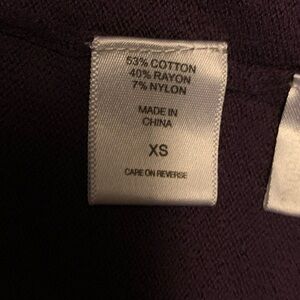 53% COTTON
40% RAYON
7% NYLON
MADE IN
CHINA
XS
CARE ON REVERSE